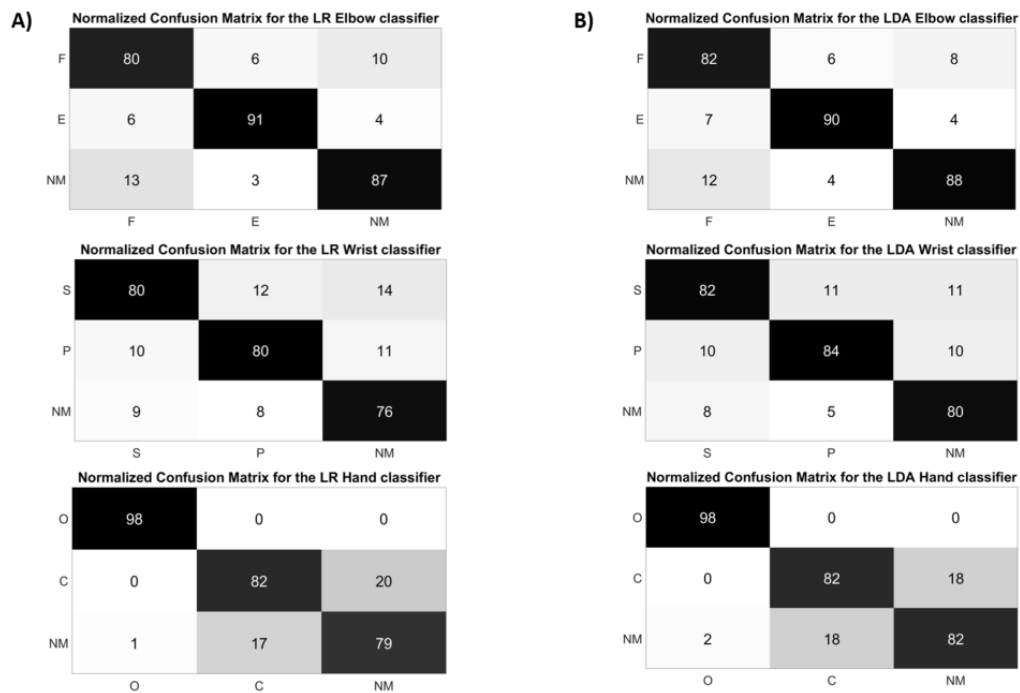 A)
Normalized Confusion Matrix for the LR Elbow classifier
F 80 6 10
E 6 91 4
NM 13 3 87
F E NM
Normalized Confusion Matrix for the LR Wrist classifier
S 80 12 14
P 10 80 11
NM 9 8 76
S P NM
Normalized Confusion Matrix for the LR Hand classifier
O 98 0 0
C 0 82 20
NM 1 17 79
O C NM
B)
Normalized Confusion Matrix for the LDA Elbow classifier
F 82 6 8
E 7 90 4
NM 12 4 88
F E NM
Normalized Confusion Matrix for the LDA Wrist classifier
S 82 11 11
P 10 84 10
NM 8 5 80
S P NM
Normalized Confusion Matrix for the LDA Hand classifier
O 98 0 0
C 0 82 18
NM 2 18 82
O C NM